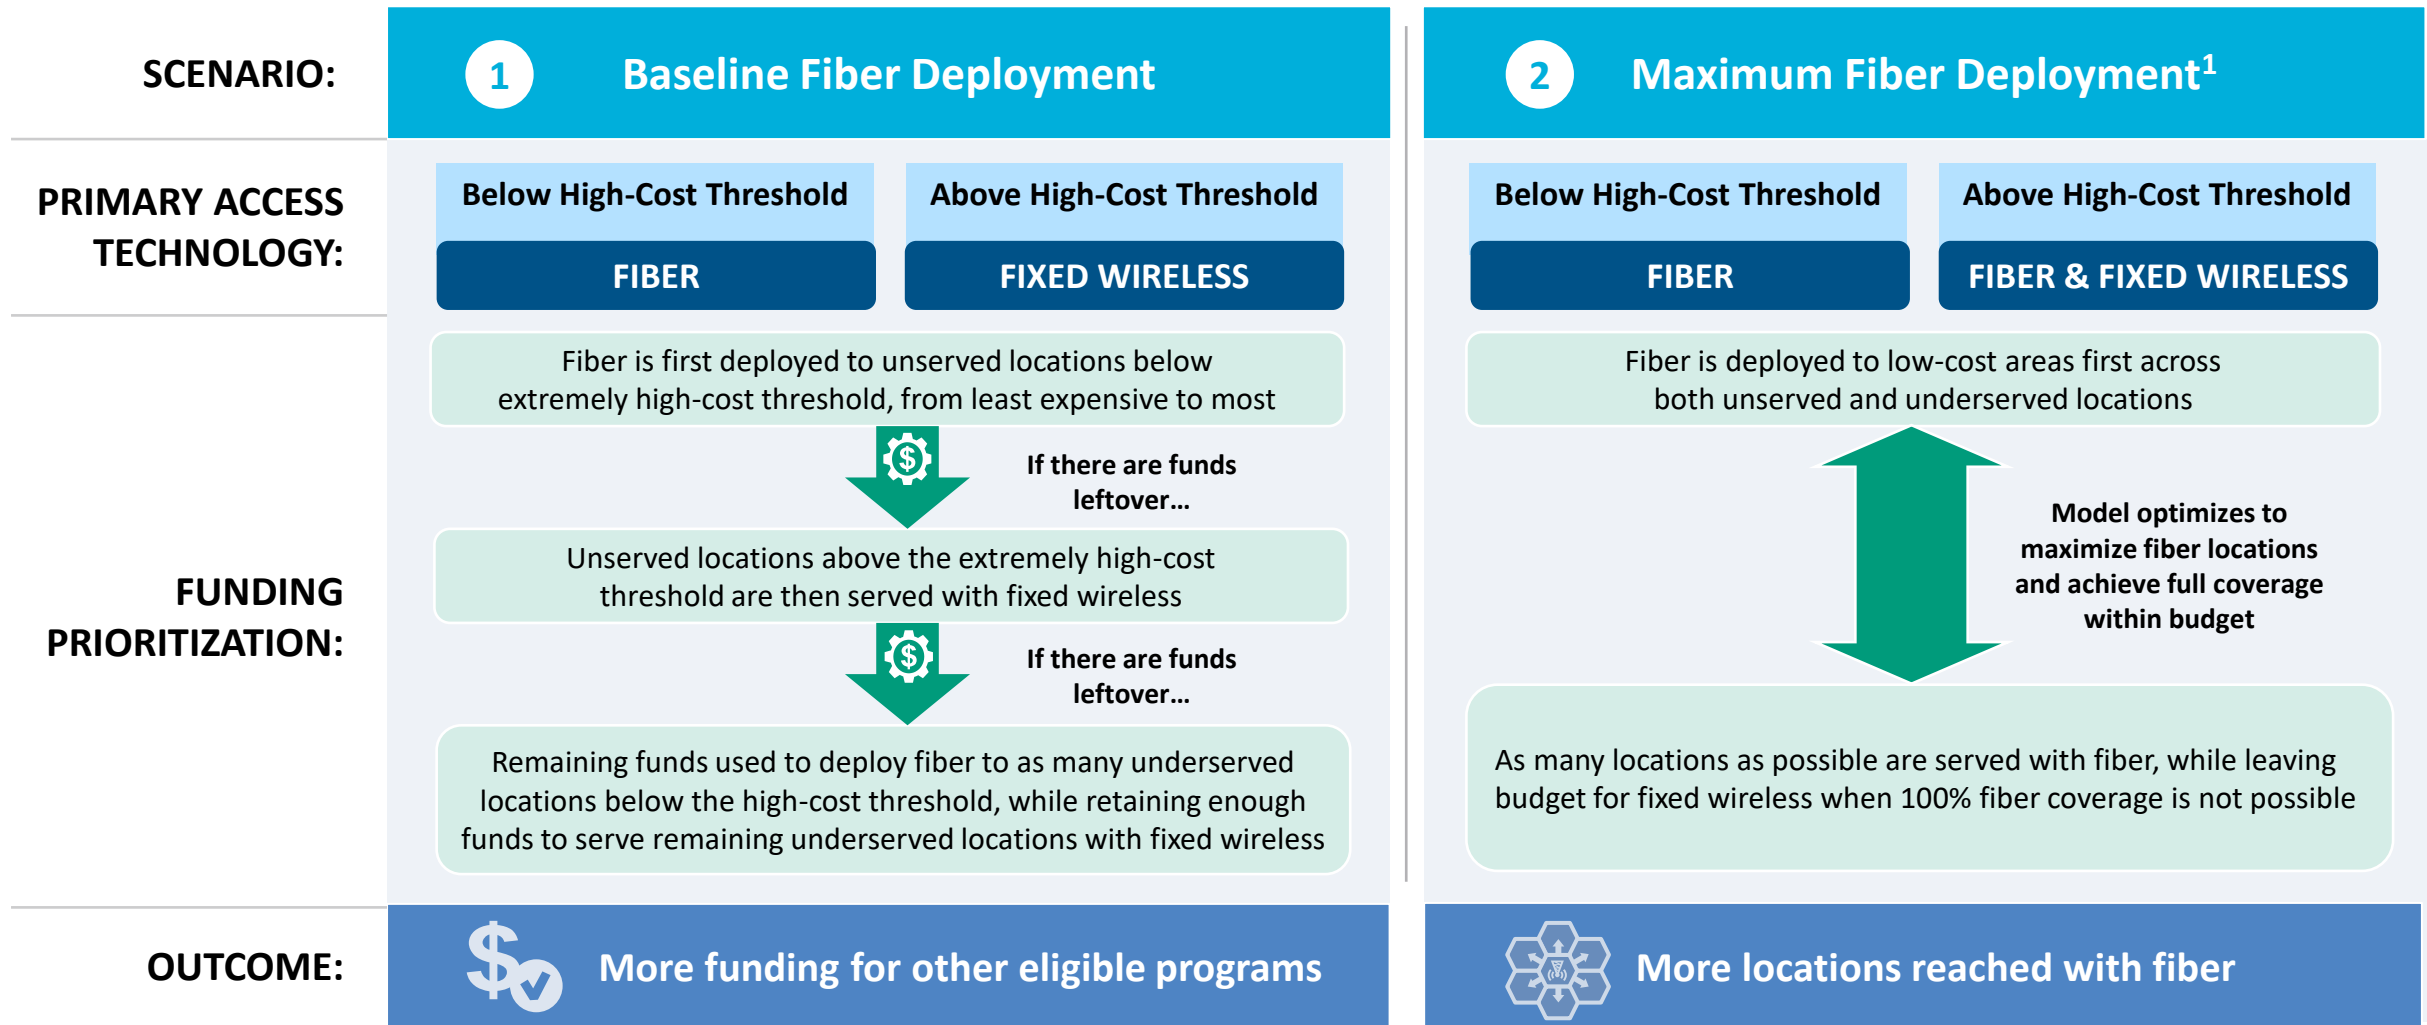 SCENARIO:
1
Baseline Fiber Deployment
2
Maximum Fiber Deployment¹
PRIMARY ACCESS
TECHNOLOGY:
Below High-Cost Threshold
Above High-Cost Threshold
FIBER
FIXED WIRELESS
Below High-Cost Threshold
Above High-Cost Threshold
FIBER
FIBER & FIXED WIRELESS
FUNDING
PRIORITIZATION:
Fiber is first deployed to unserved locations below
extremely high-cost threshold, from least expensive to most
$
If there are funds
leftover...
Unserved locations above the extremely high-cost
threshold are then served with fixed wireless
$
If there are funds
leftover...
Remaining funds used to deploy fiber to as many underserved
locations below the high-cost threshold, while retaining enough
funds to serve remaining underserved locations with fixed wireless
Fiber is deployed to low-cost areas first across
both unserved and underserved locations
Model optimizes to
maximize fiber locations
and achieve full coverage
within budget
As many locations as possible are served with fiber, while leaving
budget for fixed wireless when 100% fiber coverage is not possible
OUTCOME:
$
More funding for other eligible programs
More locations reached with fiber